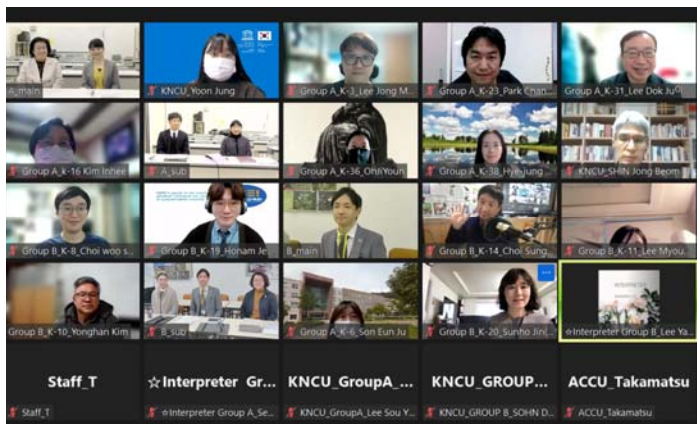 A_main
KNCU_Yoon Jung
Group A_K-3_Lee Jong M...
Group A_K-23_Park Chan...
Group A_K-31_Lee Dok Ju
Group A_k-16 Kim Inhee
A_sub
Group A_K-36_OhJiYoun
Group A_K-38_Hye-jung
KNCU_SHIN Jong Beom
Group B_K-8_Choi woo s...
Group B_K-19_Honam Je
B_main
Group B_K-14_Choi Sung...
Group B_K-11_Lee Myou...
Group B_K-10_Yonghan Kim
B_sub
Group A_K-6_Son Eun Ju
Group B_K-20_Sunho Jin(...
☆Interpreter Group B_Lee Ya...
Staff_T
☆Interpreter Gr...
KNCU_GroupA_...
KNCU_GROUP...
ACCU_Takamatsu
Staff_T
☆Interpreter Group A_Se...
KNCU_GroupA_Lee Sou Y...
KNCU_GROUP B_SOHN D...
ACCU_Takamatsu